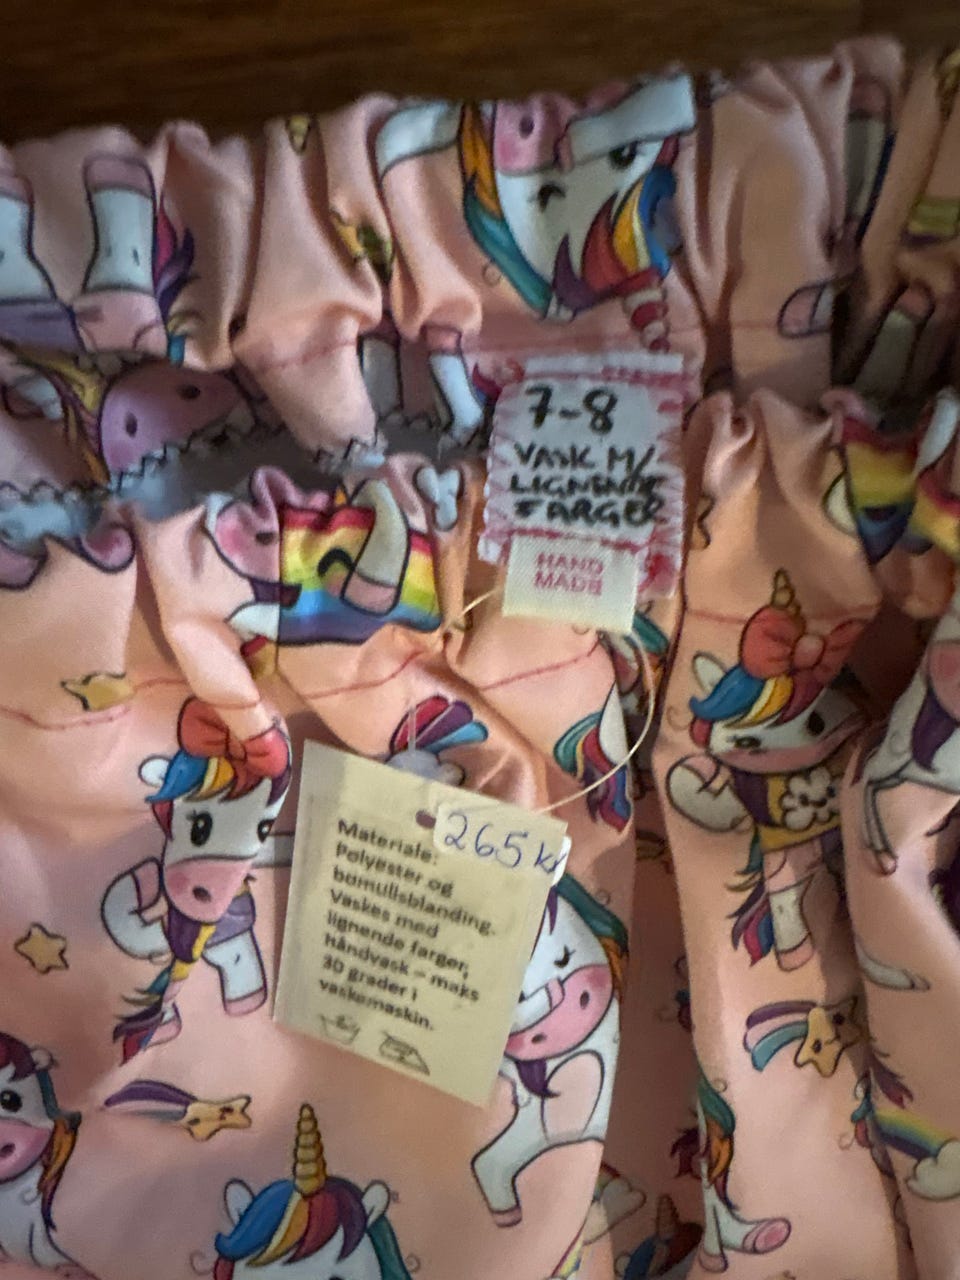 7-8
VASK M/
LIGNENDE
FARGER
HAND
MADE
265 kr
Materiale:
Polyester og
bomullsblanding.
Vaskes med
lignende farger,
håndvask – maks
30 grader i
vaskemaskin.